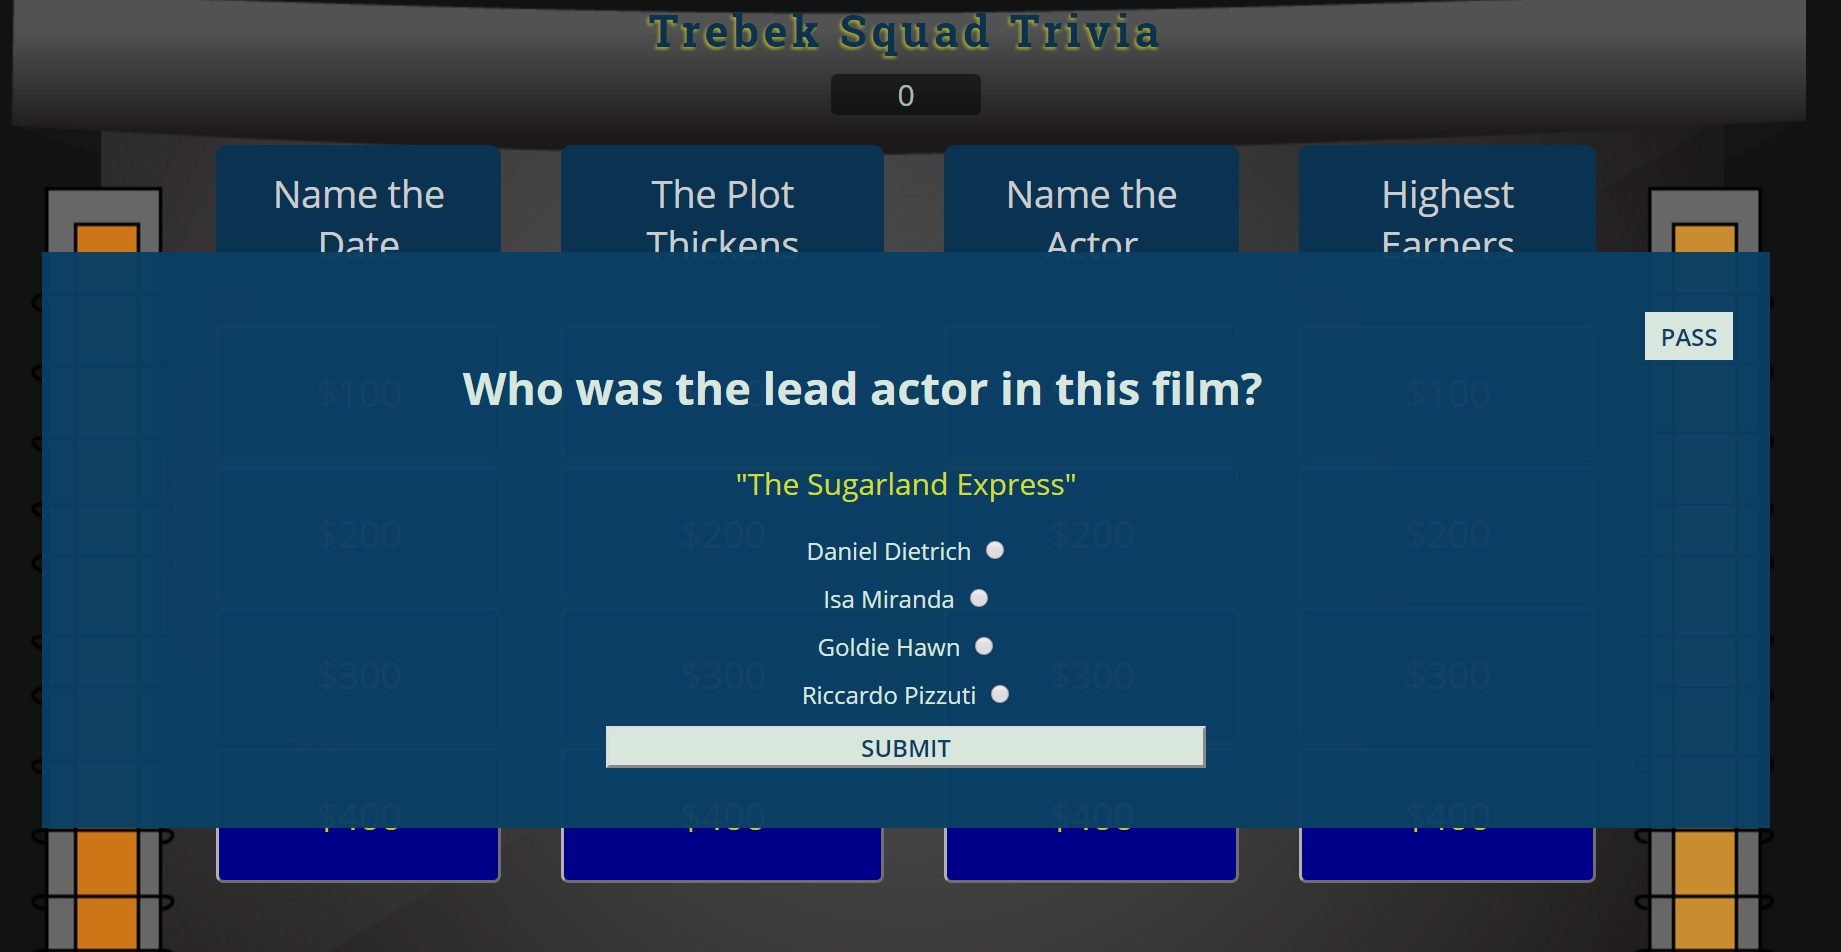 Trebek Squad Trivia
0
Name the
Date
The Plot
Thickens
Name the
Actor
Highest
Earners
PASS
$100
$100
Who was the lead actor in this film?
"The Sugarland Express"
$200
$200
$200
$200
Daniel Dietrich
Isa Miranda
Goldie Hawn
$300
$300
$300
$300
Riccardo Pizzuti
SUBMIT
$400
$400
$400
$400